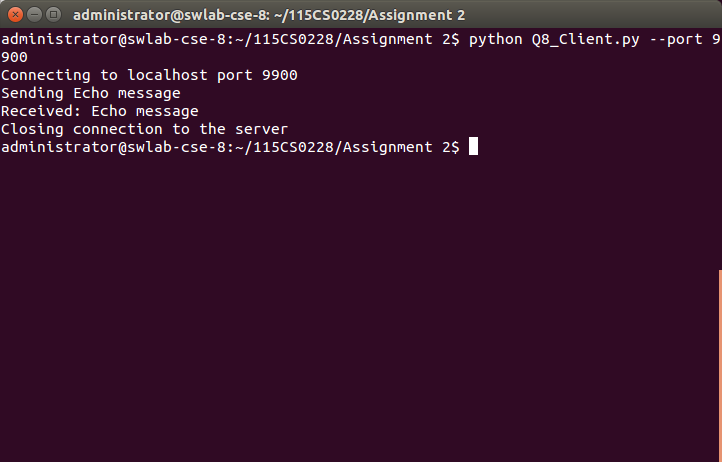 administrator@swlab-cse-8: ~/115CS0228/Assignment 2
administrator@swlab-cse-8:~/115CS0228/Assignment 2$ python Q8_Client.py --port 9
900
Connecting to localhost port 9900
Sending Echo message
Received: Echo message
Closing connection to the server
administrator@swlab-cse-8:~/115CS0228/Assignment 2$